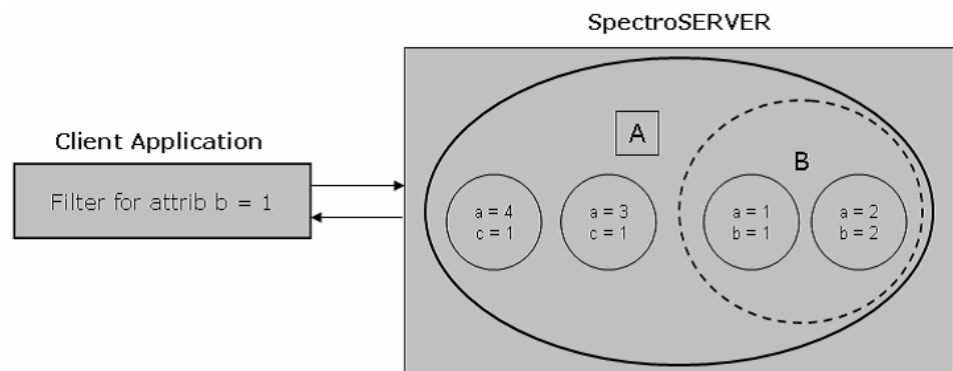 SpectroSERVER
Client Application
Filter for attrib b = 1
A
B
a = 4
c = 1
a = 3
c = 1
a = 1
b = 1
a = 2
b = 2